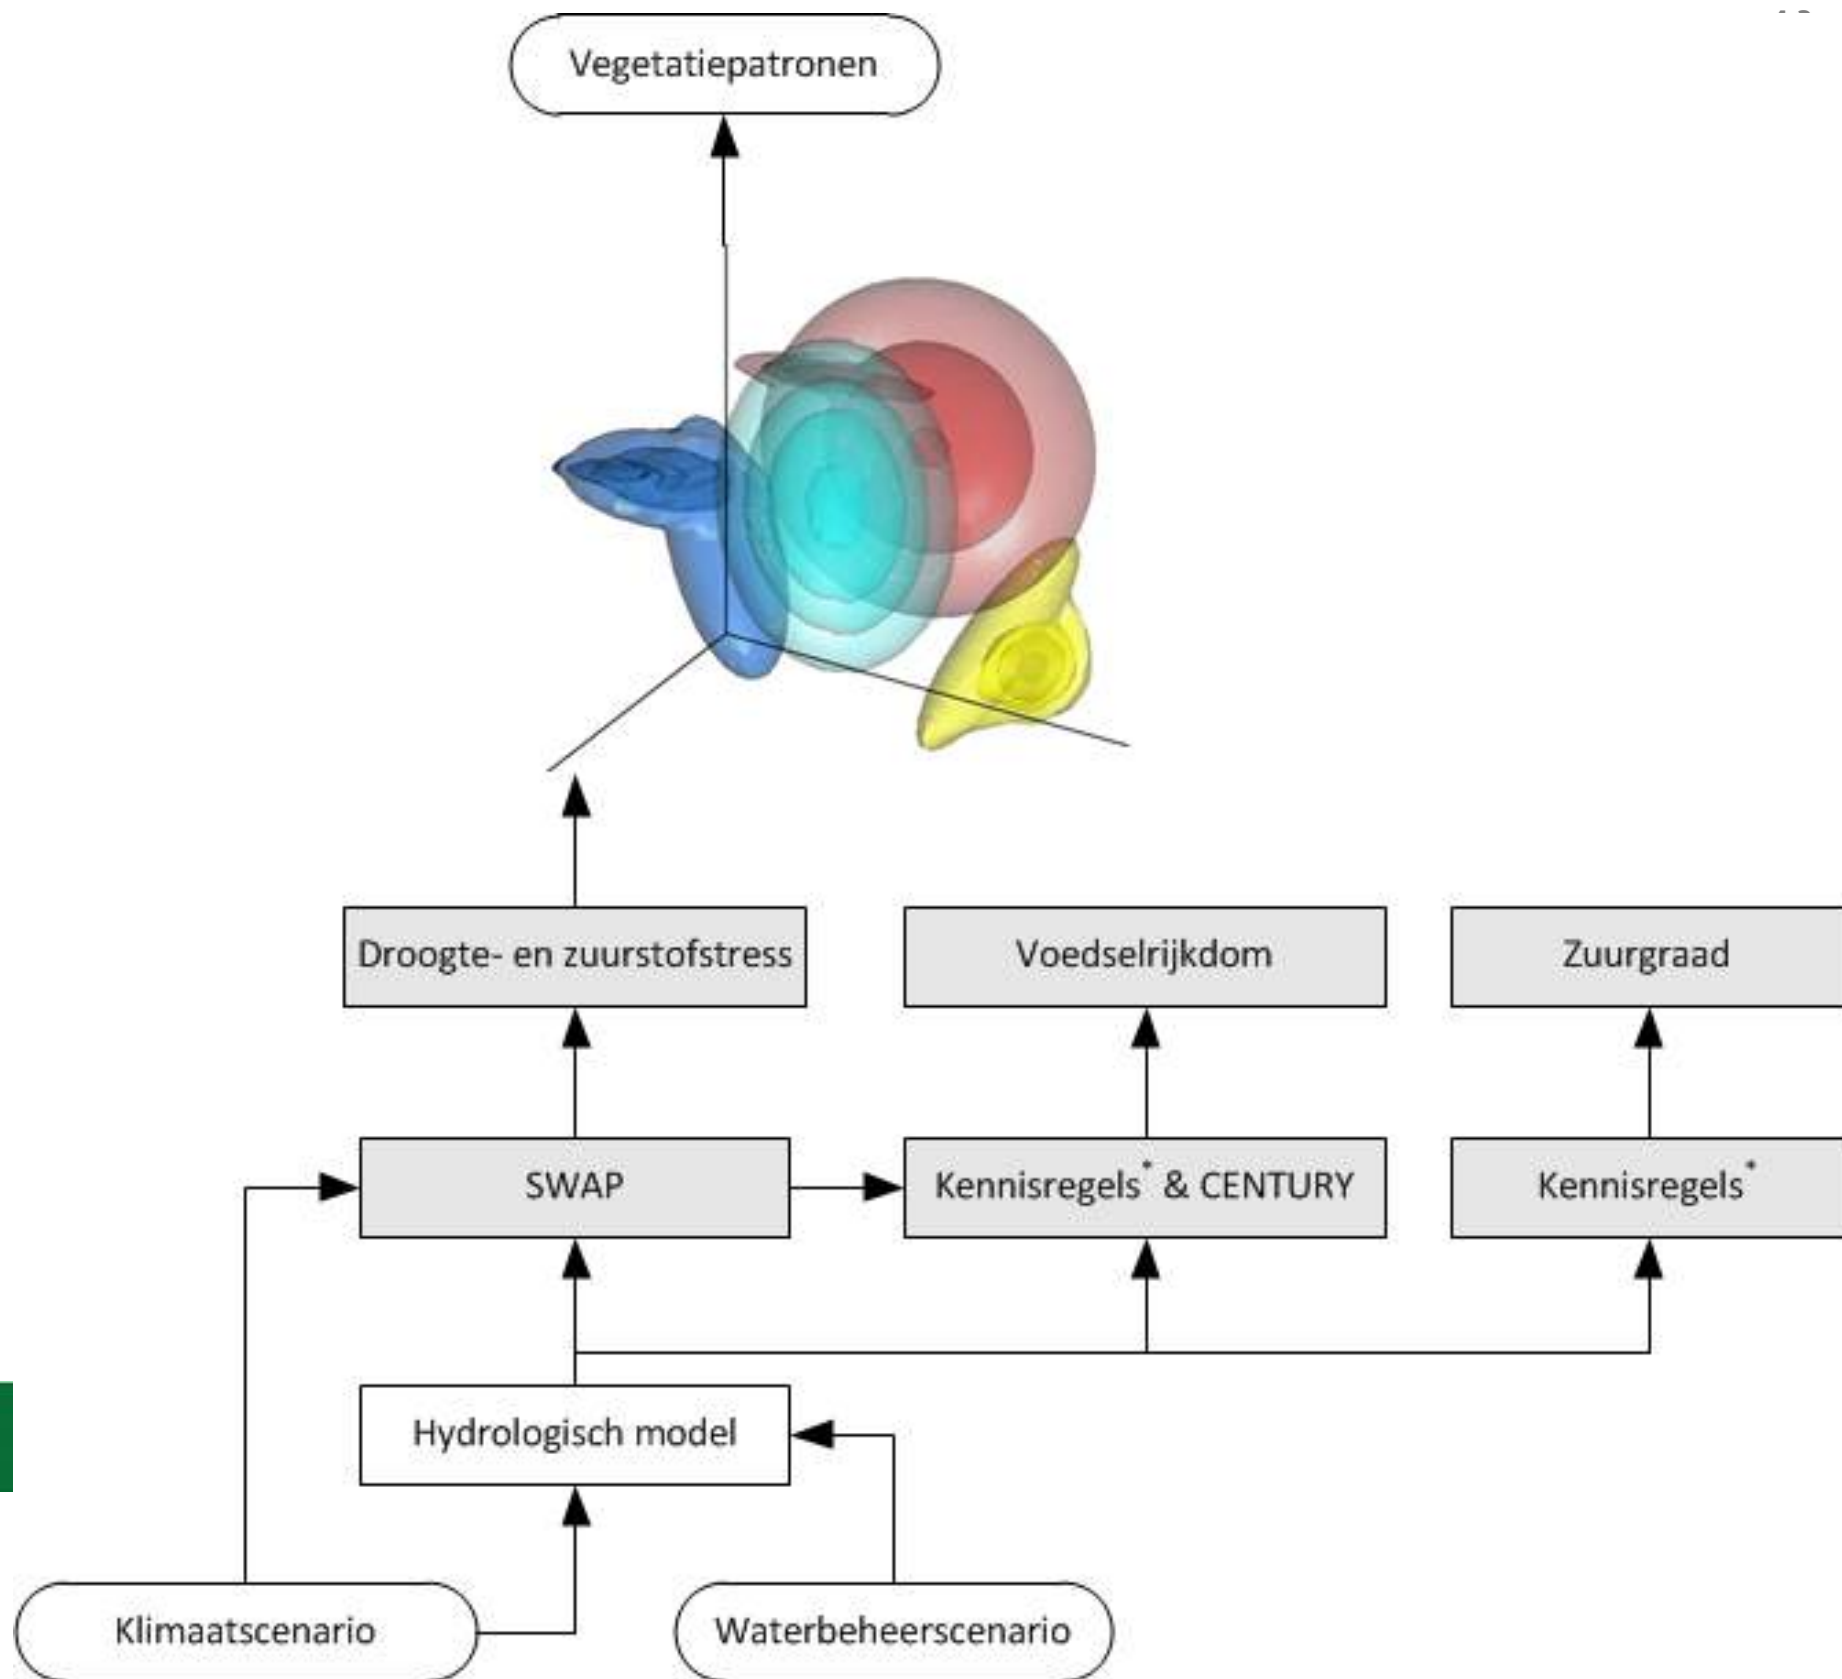 Vegetatiepatronen
Droogte- en zuurstofstress
Voedselrijkdom
Zuurgraad
SWAP
Kennisregels* & CENTURY
Kennisregels*
Hydrologisch model
Klimaatscenario
Waterbeheerscenario